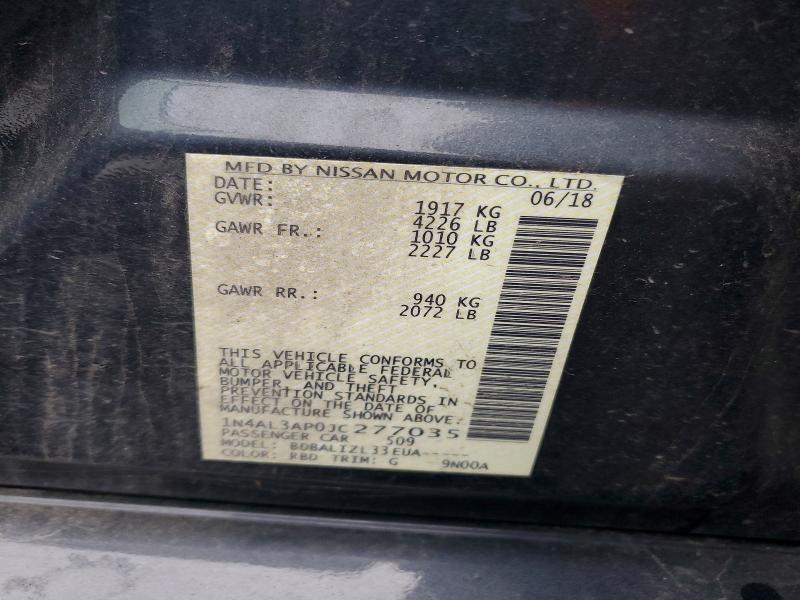 MFD BY NISSAN MOTOR CO., LTD.
DATE: 06/18
GVWR: 1917 KG
4226 LB
GAWR FR.: 1010 KG
2227 LB
GAWR RR.: 940 KG
2072 LB
THIS VEHICLE CONFORMS TO
ALL APPLICABLE FEDERAL
MOTOR VEHICLE SAFETY,
BUMPER, AND THEFT
PREVENTION STANDARDS IN
EFFECT ON THE DATE OF
MANUFACTURE SHOWN ABOVE:
1N4AL3AP0JC277035
PASSENGER CAR 509
MODEL: BDBALIZL33EUA-----
COLOR: RBD TRIM: G 9N00A